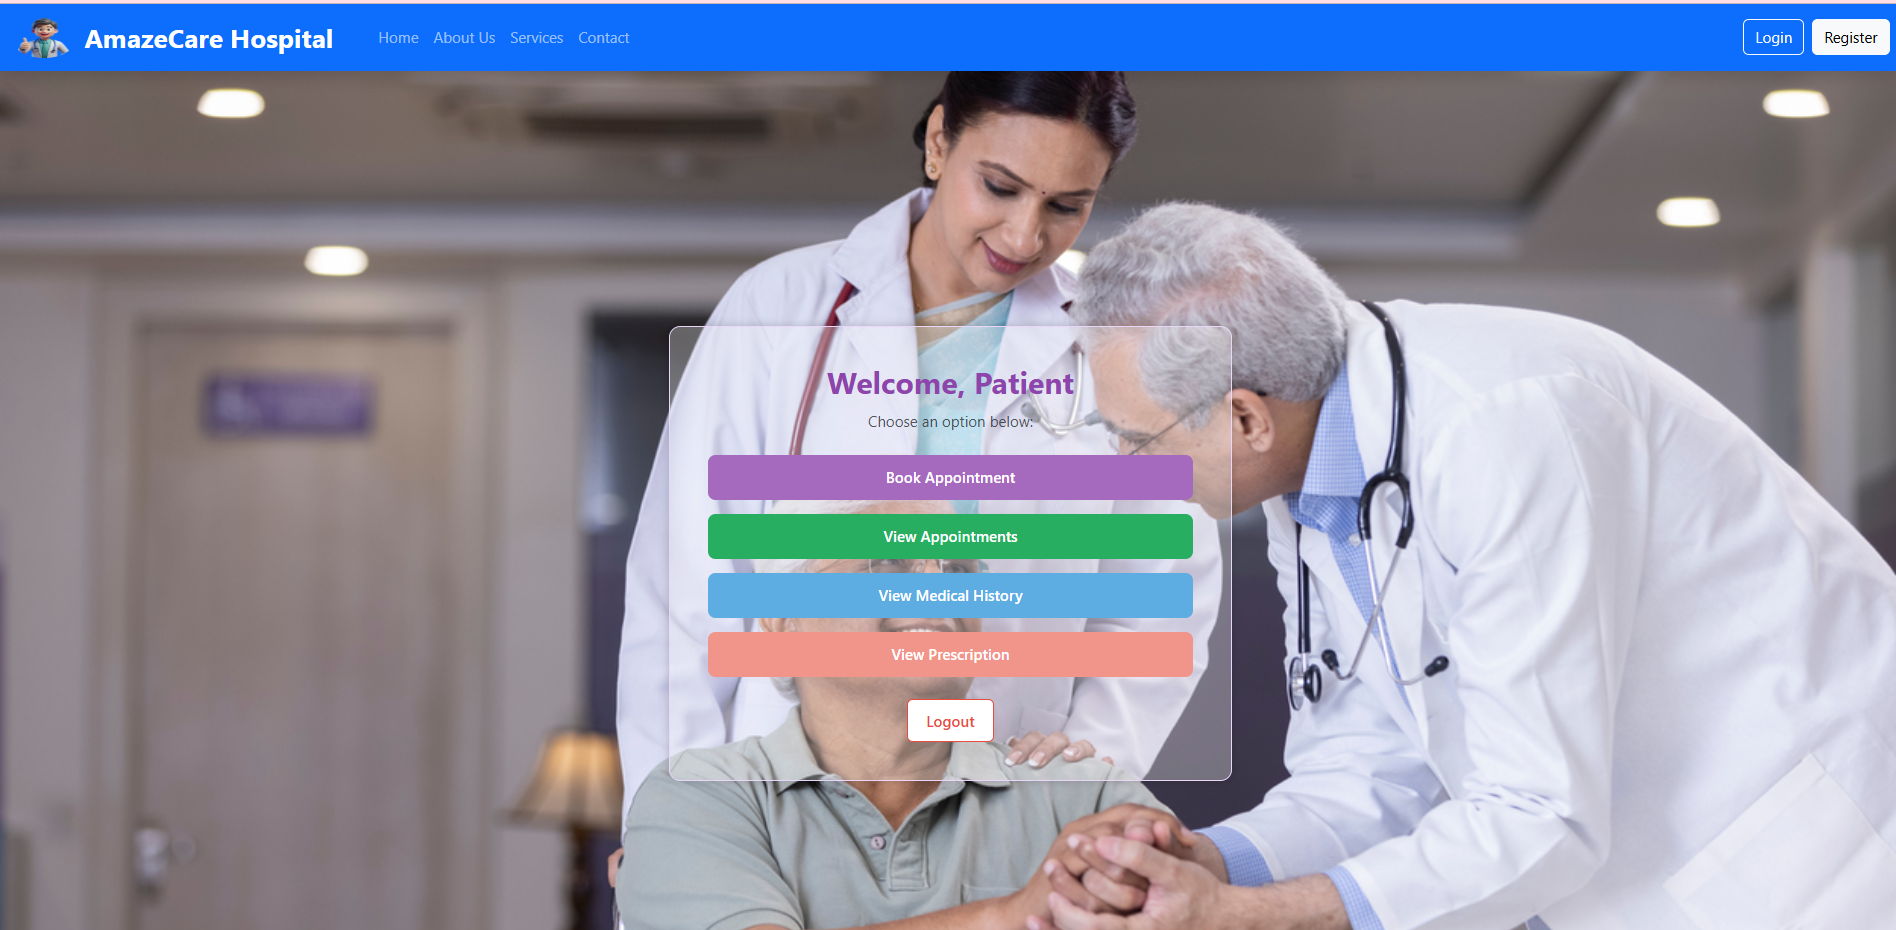 AmazeCare Hospital Home About Us Services Contact Login Register
Welcome, Patient
Choose an option below:
Book Appointment
View Appointments
View Medical History
View Prescription
Logout